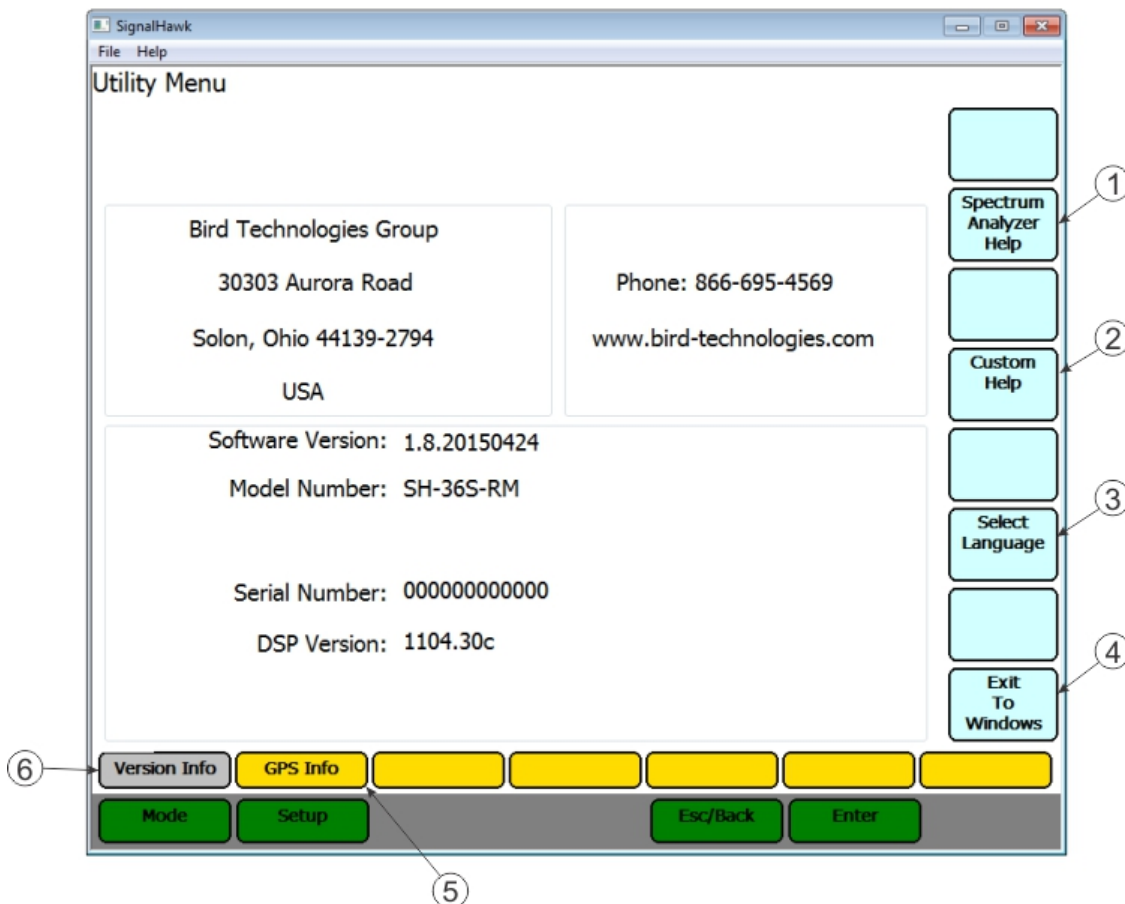 SignalHawk
File Help
Utility Menu
Bird Technologies Group
30303 Aurora Road
Solon, Ohio 44139-2794
USA
Phone: 866-695-4569
www.bird-technologies.com
Software Version: 1.8.20150424
Model Number: SH-36S-RM
Serial Number: 000000000000
DSP Version: 1104.30c
Spectrum
Analyzer
Help
1
Custom
Help
2
Select
Language
3
Exit
To
Windows
4
6
Version Info GPS Info
Mode Setup Esc/Back Enter
5